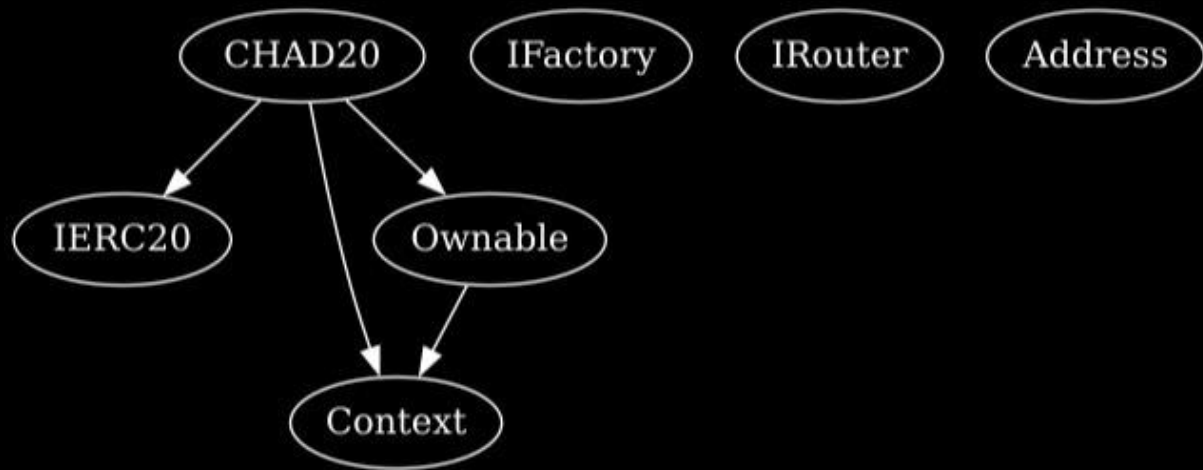 CHAD20
IFactory
IRouter
Address
IERC20
Ownable
Context